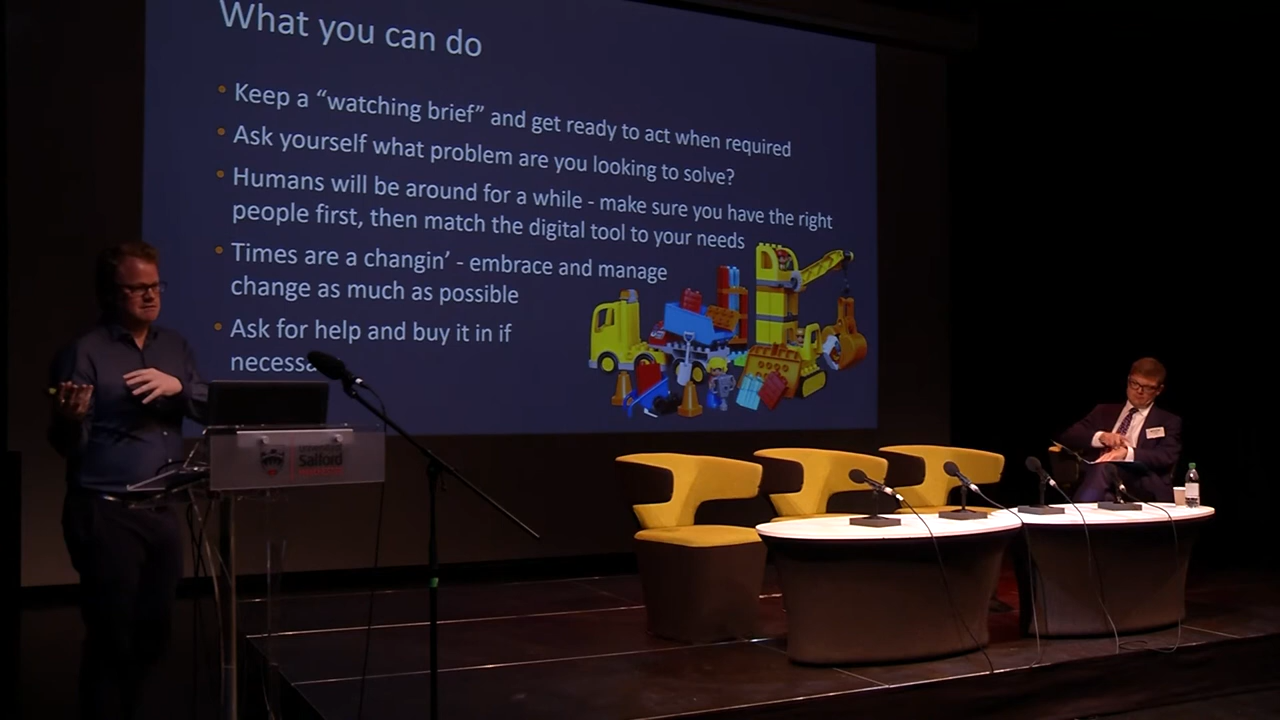 What you can do
• Keep a “watching brief” and get ready to act when required
• Ask yourself what problem are you looking to solve?
• Humans will be around for a while - make sure you have the right
people first, then match the digital tool to your needs
• Times are a changin’ - embrace and manage
change as much as possible
• Ask for help and buy it in if
necessa
University of
Salford